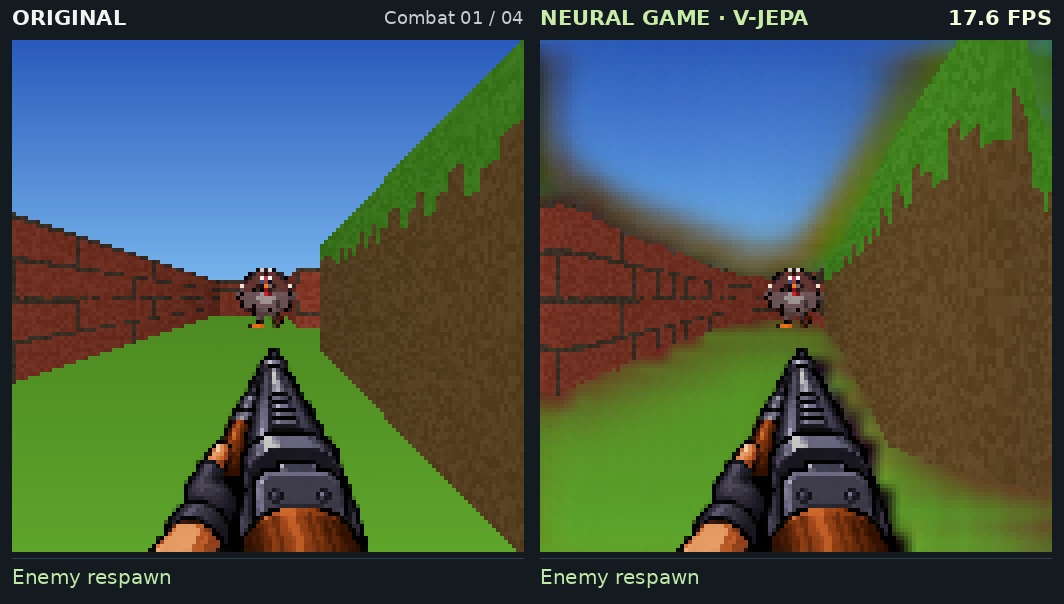 ORIGINAL
Combat 01 / 04
NEURAL GAME · V-JEPA
17.6 FPS
Enemy respawn
Enemy respawn